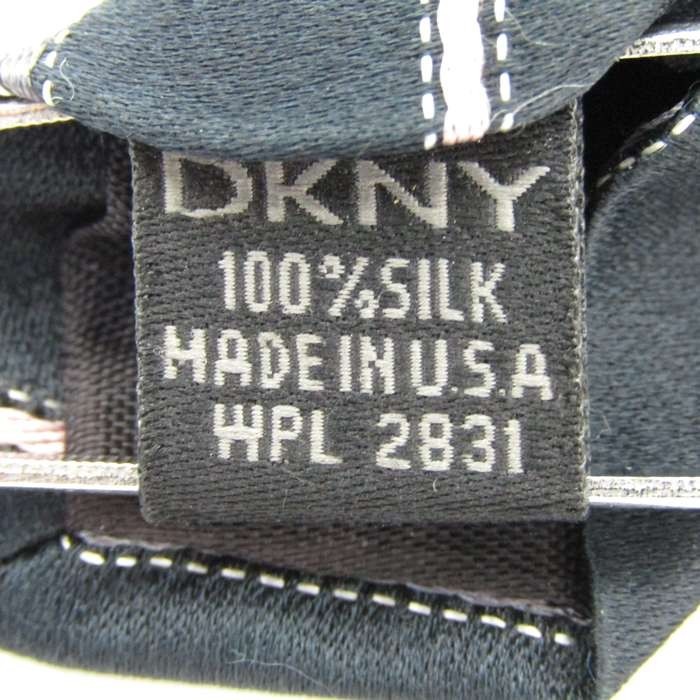 DKNY
100% SILK
MADE IN U.S.A
WPL 2831